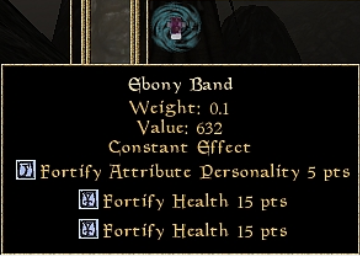 Ebony Band
Weight: 0.1
Value: 632
Constant Effect
Fortify Attribute Personality 5 pts
Fortify Health 15 pts
Fortify Health 15 pts